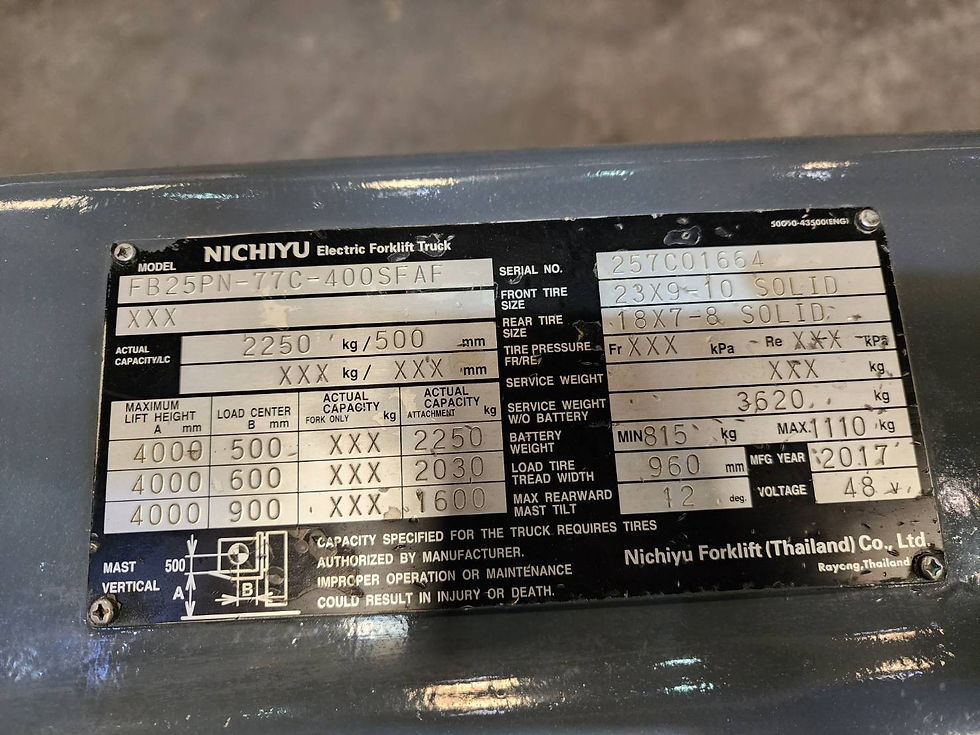 50090-43500(ENG)
NICHIYU Electric Forklift Truck
MODEL
FB25PN-77C-400SFAF
XXX
ACTUAL CAPACITY/LC
2250 kg/500 mm
XXX kg/ XXX mm
MAXIMUM LIFT HEIGHT A mm
LOAD CENTER B mm
ACTUAL CAPACITY FORK ONLY kg
ACTUAL CAPACITY ATTACHMENT kg
4000 500 XXX 2250
4000 600 XXX 2030
4000 900 XXX 1600
MAST VERTICAL
500
A
B
CAPACITY SPECIFIED FOR THE TRUCK REQUIRES TIRES
AUTHORIZED BY MANUFACTURER.
IMPROPER OPERATION OR MAINTENANCE
COULD RESULT IN INJURY OR DEATH.
SERIAL NO. 257C01664
FRONT TIRE SIZE 23X9-10 SOLID
REAR TIRE SIZE 18X7-8 SOLID
TIRE PRESSURE FR/RE Fr XXX kPa Re XXX kPa
SERVICE WEIGHT XXX kg
SERVICE WEIGHT W/O BATTERY 3620 kg
BATTERY WEIGHT MIN 815 kg MAX. 1110 kg
LOAD TIRE TREAD WIDTH 960 mm MFG YEAR 2017
MAX REARWARD MAST TILT 12 deg. VOLTAGE 48 V
Nichiyu Forklift (Thailand) Co., Ltd.
Rayong, Thailand